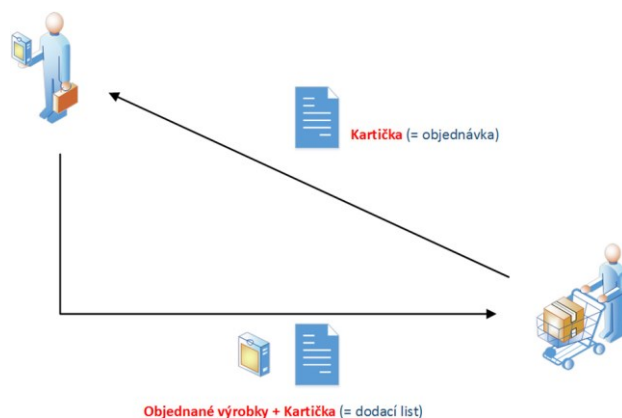 Kartička (= objednávka)
Objednané výrobky + Kartička (= dodací list)